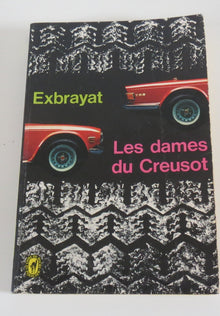 Exbrayat
Les dames
du Creusot